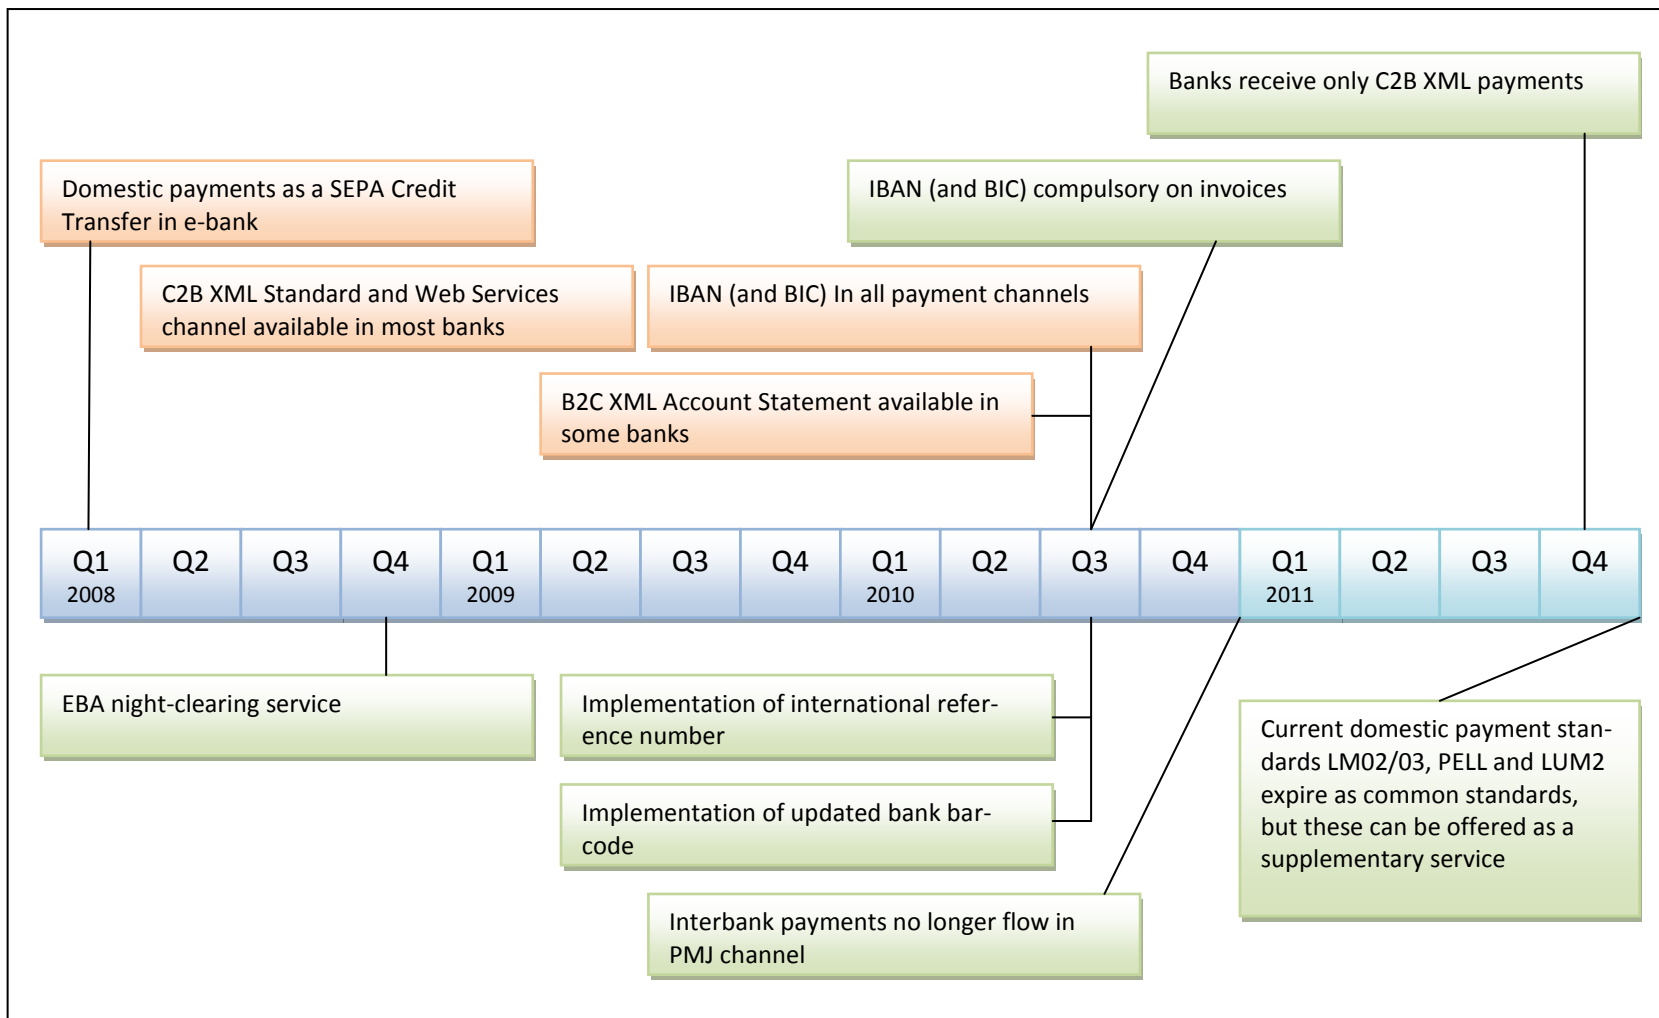 Banks receive only C2B XML payments
Domestic payments as a SEPA Credit
Transfer in e-bank
IBAN (and BIC) compulsory on invoices
C2B XML Standard and Web Services
channel available in most banks
IBAN (and BIC) In all payment channels
B2C XML Account Statement available in
some banks
Q1 Q2 Q3 Q4 Q1 Q2 Q3 Q4 Q1 Q2 Q3 Q4 Q1 Q2 Q3 Q4
2008 2009 2010 2011
EBA night-clearing service
Implementation of international refer-
ence number
Implementation of updated bank bar-
code
Interbank payments no longer flow in
PMJ channel
Current domestic payment stan-
dards LM02/03, PELL and LUM2
expire as common standards,
but these can be offered as a
supplementary service